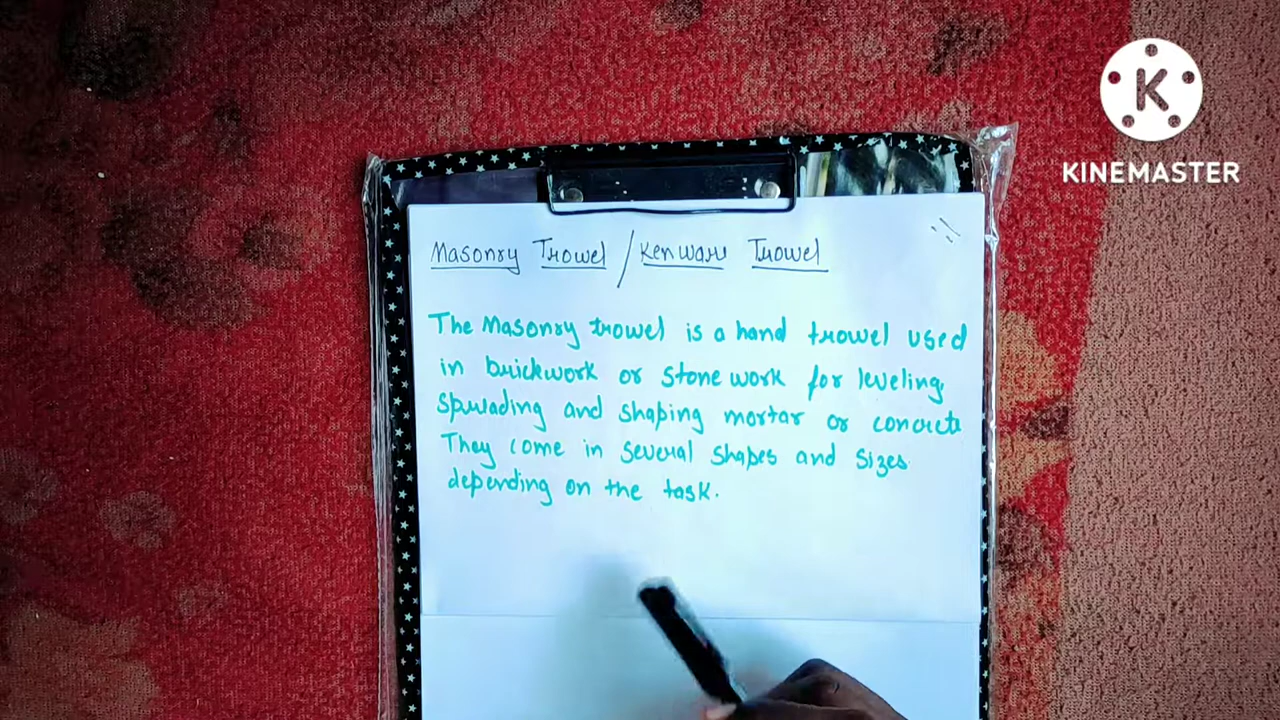 KINEMASTER
Masonry Trowel / Kenware Trowel
The Masonry trowel is a hand trowel used
in brickwork or stone work for leveling
spreading and shaping mortar or concrete
They come in several shapes and sizes.
depending on the task.